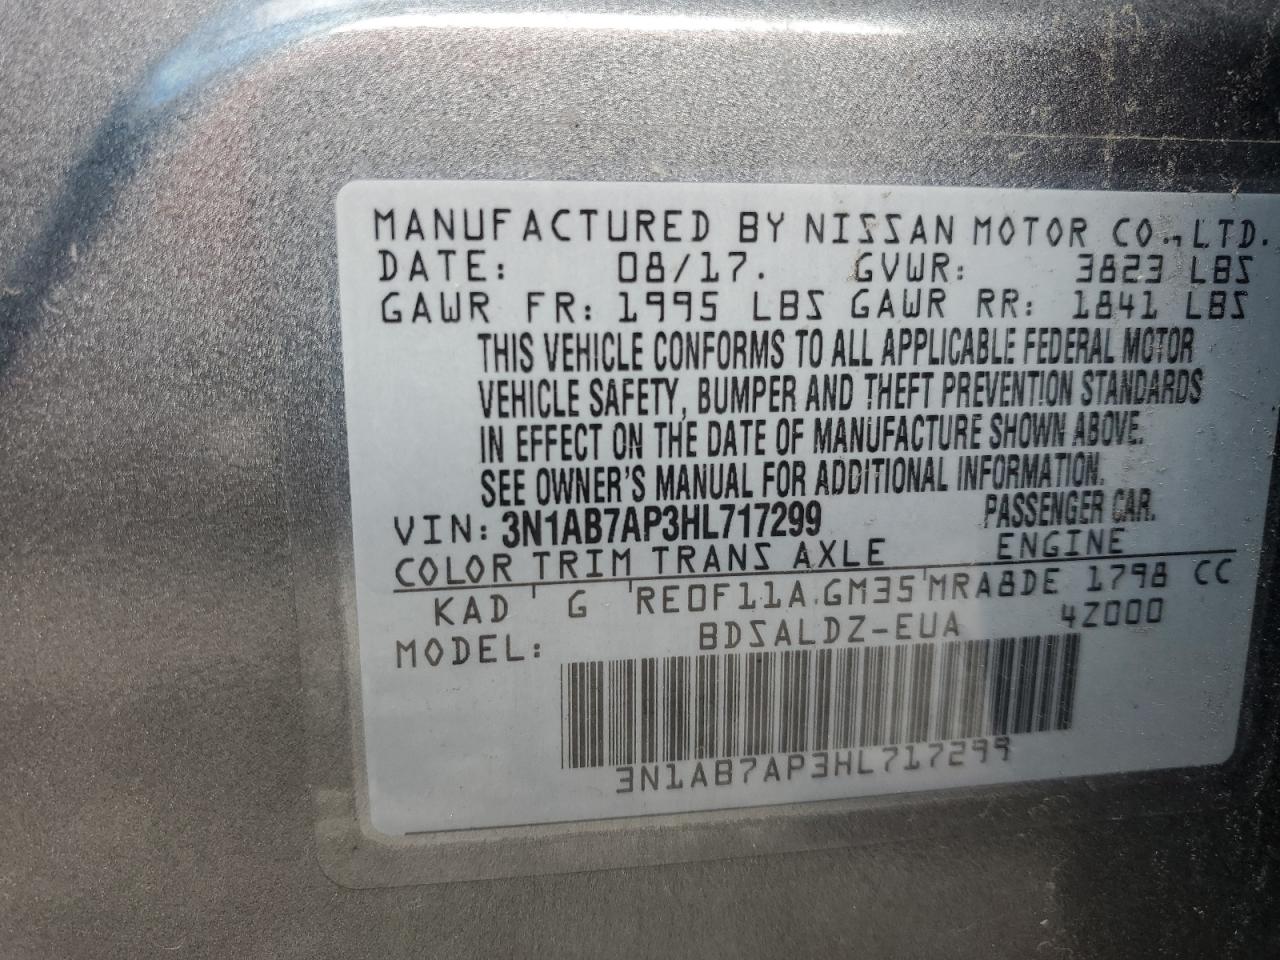 MANUFACTURED BY NISSAN MOTOR CO., LTD.
DATE: 08/17. GVWR: 3823 LBS
GAWR FR: 1995 LBS GAWR RR: 1841 LBS
THIS VEHICLE CONFORMS TO ALL APPLICABLE FEDERAL MOTOR
VEHICLE SAFETY, BUMPER AND THEFT PREVENTION STANDARDS
IN EFFECT ON THE DATE OF MANUFACTURE SHOWN ABOVE.
SEE OWNER'S MANUAL FOR ADDITIONAL INFORMATION.
VIN: 3N1AB7AP3HL717299 PASSENGER CAR.
COLOR TRIM TRANS AXLE ENGINE
KAD G RE0F11A GM35 MRA8DE 1798 CC
MODEL: BDSALDZ-EUA 4Z000
3N1AB7AP3HL717299